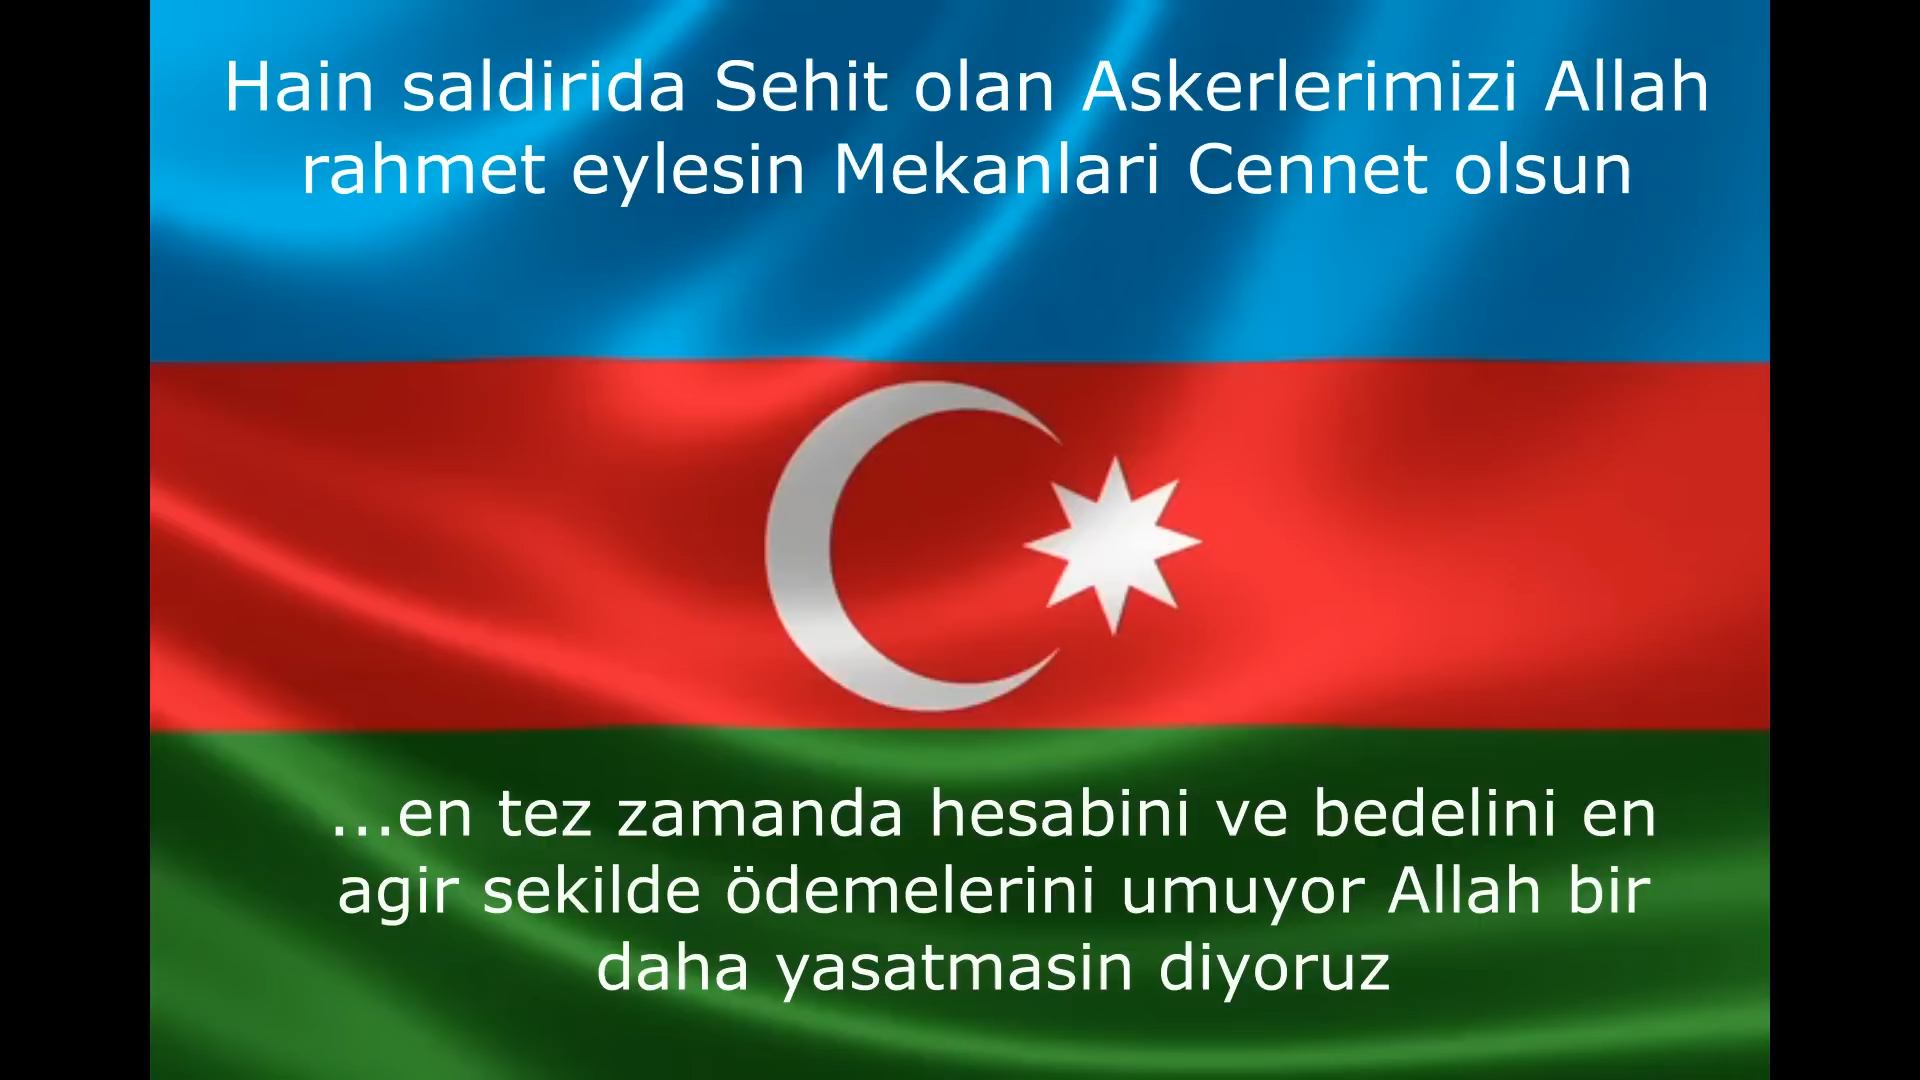 Hain saldirida Sehit olan Askerlerimizi Allah
rahmet eylesin Mekanlari Cennet olsun
...en tez zamanda hesabini ve bedelini en
agir sekilde ödemelerini umuyor Allah bir
daha yasatmasin diyoruz